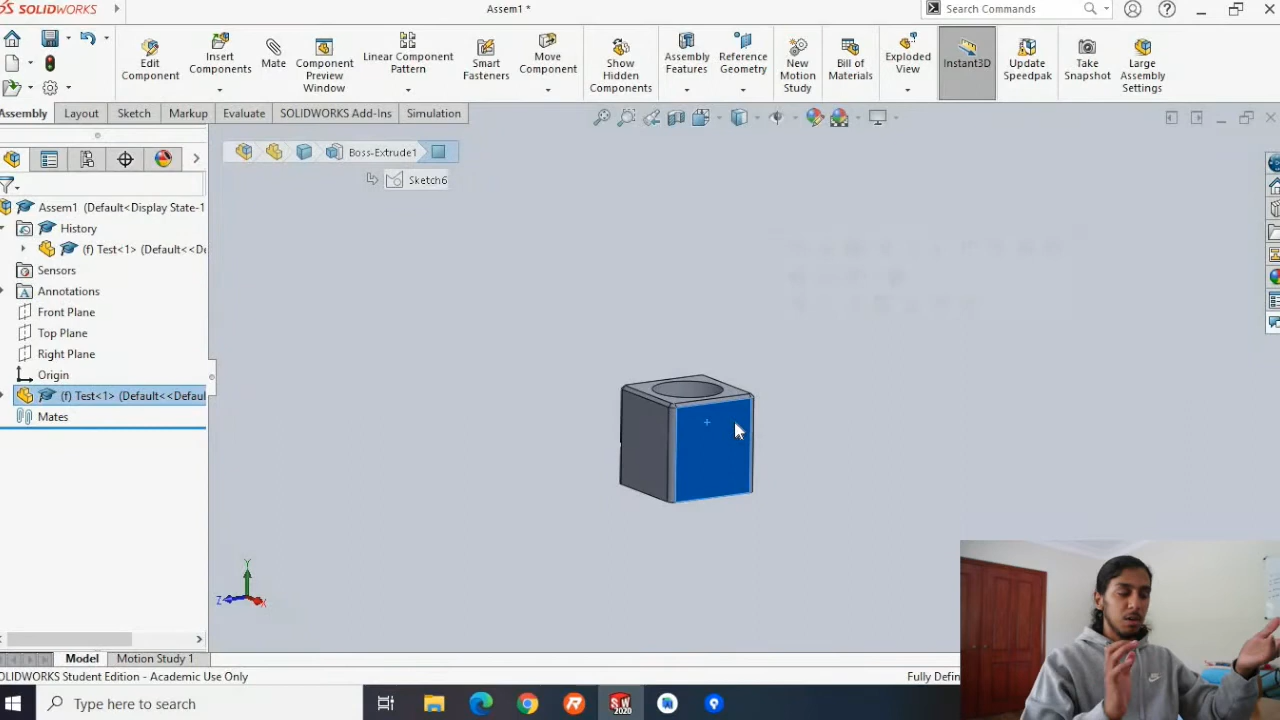 SOLIDWORKS
Assem1 *
Search Commands
Edit Component
Insert Components
Mate
Component Preview Window
Linear Component Pattern
Smart Fasteners
Move Component
Show Hidden Components
Assembly Features
Reference Geometry
New Motion Study
Bill of Materials
Exploded View
Instant3D
Update Speedpak
Take Snapshot
Large Assembly Settings
Assembly
Layout
Sketch
Markup
Evaluate
SOLIDWORKS Add-Ins
Simulation
Boss-Extrude1
Sketch6
Assem1 (Default<Display State-1
History
(f) Test<1> (Default<<De
Sensors
Annotations
Front Plane
Top Plane
Right Plane
Origin
(f) Test<1> (Default<<Defaul
Mates
Y
Z
X
Model
Motion Study 1
OLIDWORKS Student Edition - Academic Use Only
Fully Defin
Type here to search
SW
2020